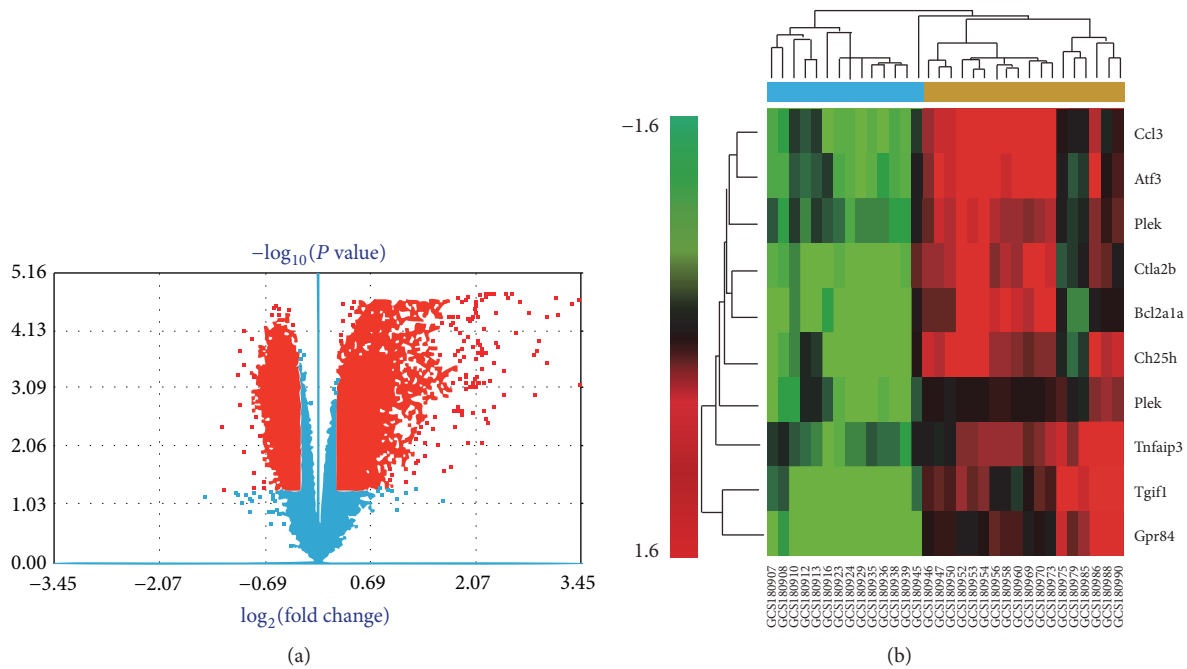 −log10(P value)
5.16
4.13
3.09
2.06
1.03
0.00
−3.45
−2.07
−0.69
0.69
2.07
3.45
log2(fold change)
(a)
−1.6
1.6
Ccl3
Atf3
Plek
Ctla2b
Bcl2a1a
Ch25h
Plek
Tnfaip3
Tgif1
Gpr84
GCS180907
GCS180908
GCS180910
GCS180912
GCS180913
GCS180916
GCS180923
GCS180924
GCS180929
GCS180935
GCS180936
GCS180938
GCS180939
GCS180945
GCS180946
GCS180947
GCS180950
GCS180952
GCS180953
GCS180954
GCS180956
GCS180958
GCS180960
GCS180969
GCS180970
GCS180973
GCS180975
GCS180979
GCS180985
GCS180986
GCS180988
GCS180990
(b)